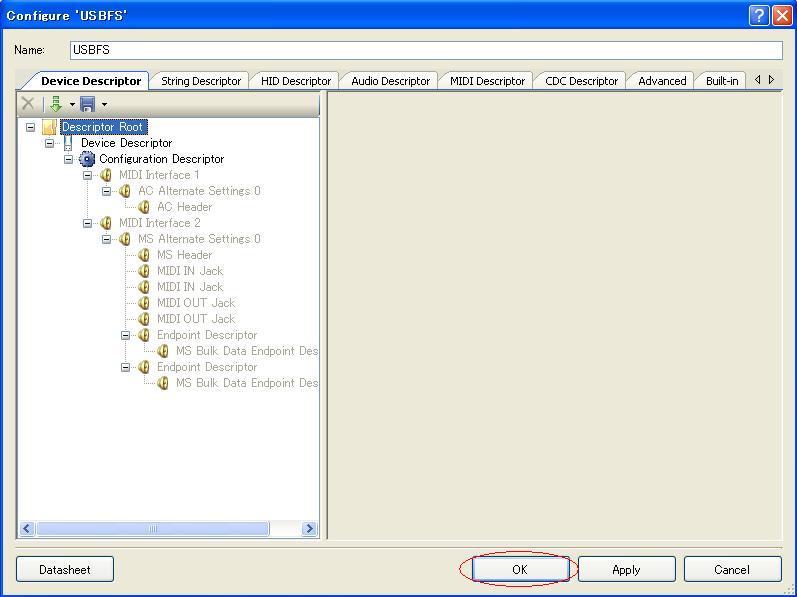 Configure 'USBFS'
Name: USBFS
Device Descriptor String Descriptor HID Descriptor Audio Descriptor MIDI Descriptor CDC Descriptor Advanced Built-in
Descriptor Root
Device Descriptor
Configuration Descriptor
MIDI Interface 1
AC Alternate Settings 0
AC Header
MIDI Interface 2
MS Alternate Settings 0
MS Header
MIDI IN Jack
MIDI IN Jack
MIDI OUT Jack
MIDI OUT Jack
Endpoint Descriptor
MS Bulk Data Endpoint Des
Endpoint Descriptor
MS Bulk Data Endpoint Des
Datasheet OK Apply Cancel